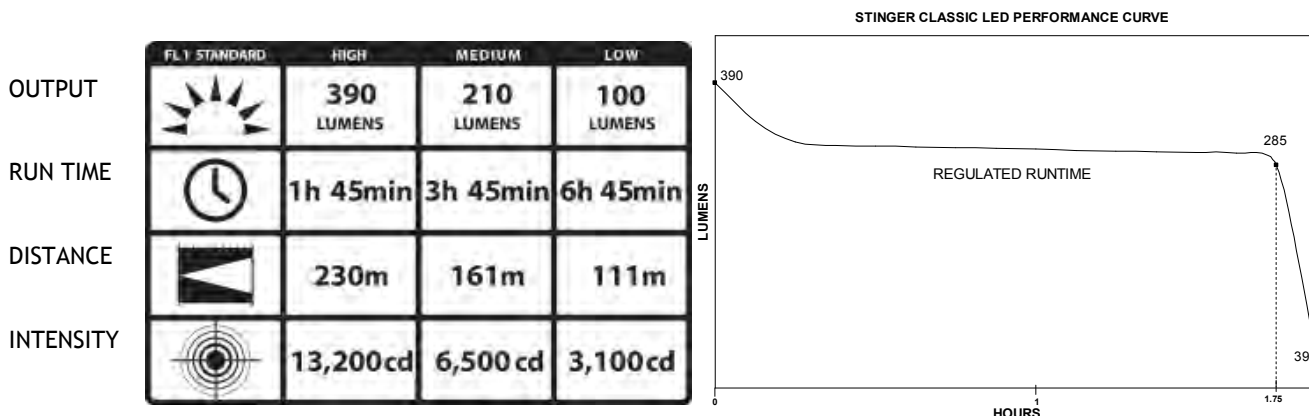 FL1 STANDARD HIGH MEDIUM LOW
OUTPUT 390 LUMENS 210 LUMENS 100 LUMENS
RUN TIME 1h 45min 3h 45min 6h 45min
DISTANCE 230m 161m 111m
INTENSITY 13,200cd 6,500 cd 3,100cd
STINGER CLASSIC LED PERFORMANCE CURVE
390
285
REGULATED RUNTIME
LUMENS
39
0 1 1.75
HOURS